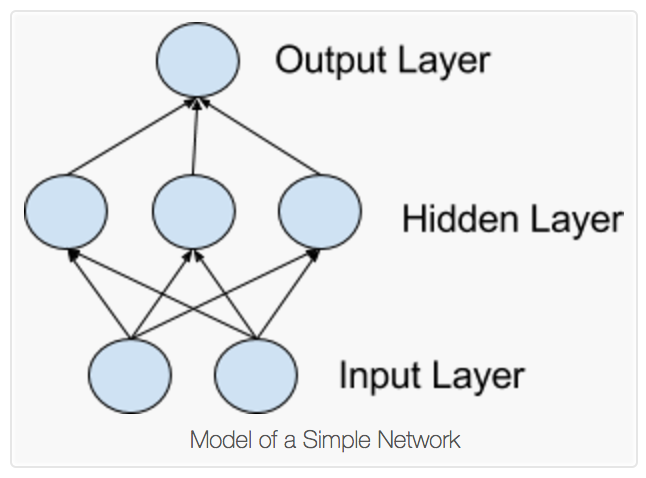 Output Layer
Hidden Layer
Input Layer
Model of a Simple Network